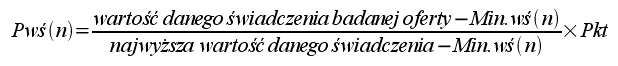 Pwś(n)= wartość danego świadczenia badanej oferty−Min.wś(n)
najwyższa wartość danego świadczenia−Min.wś(n) ×Pkt